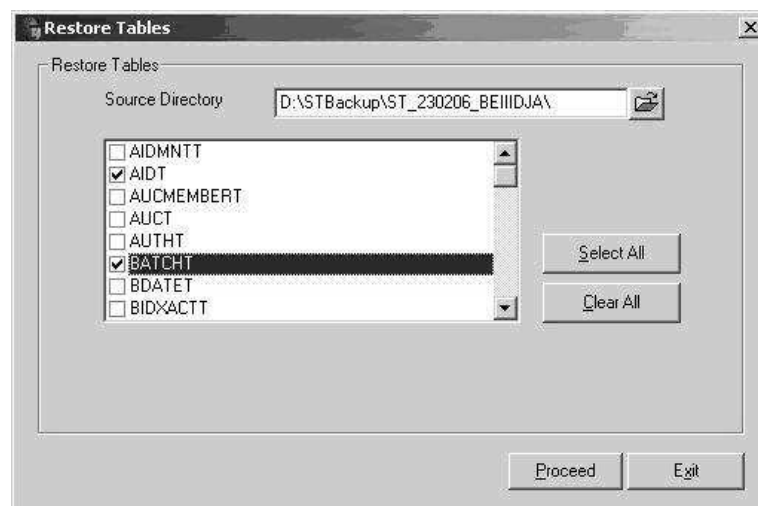 Restore Tables
Restore Tables
Source Directory
D:\STBackup\ST_230206_BEIIIDJA\
AIDMNTT
AIDT
AUCMEMBERT
AUCT
AUTHT
BATCHT
BDATET
BIDXACTT
Select All
Clear All
Proceed
Exit